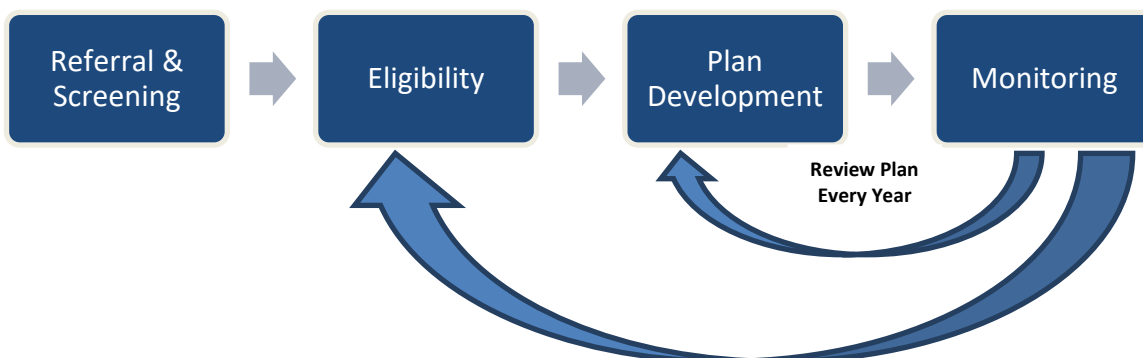 Referral &
Screening
Eligibility
Plan
Development
Monitoring
Review Plan
Every Year